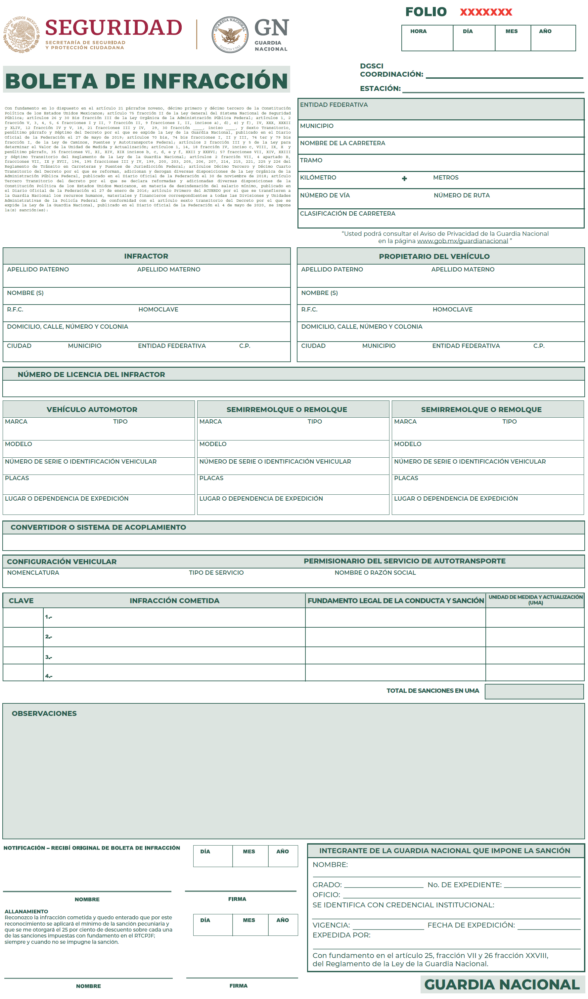 ESTADOS UNIDOS MEXICANOS
SEGURIDAD
SECRETARÍA DE SEGURIDAD
Y PROTECCIÓN CIUDADANA
GUARDIA NACIONAL
JUSTICIA Y PAZ
GN
GUARDIA
NACIONAL
FOLIO XXXXXXX
HORA DÍA MES AÑO
BOLETA DE INFRACCIÓN
DGSCI
COORDINACIÓN:
ESTACIÓN:
Con fundamento en lo dispuesto en el artículo 21 párrafos noveno, décimo primero y décimo tercero de la Constitución
Política de los Estados Unidos Mexicanos; artículo 75 fracción II de la Ley General del Sistema Nacional de Seguridad
Pública; artículos 26 y 30 Bis fracción III de la Ley Orgánica de la Administración Pública Federal; artículos 1, 2
fracción V, 3, 4, 5, 6 fracciones I y II, 7 fracción II, 9 fracciones I, II, incisos a), d), e) y f), IV, XXX, XXXII
y XLIV, 12 fracción IV y V, 18, 21 fracciones III y IV, 29, 30 fracción ____, inciso ____, y Sexto Transitorio,
penúltimo párrafo y Séptimo del Decreto por el que se expide la Ley de la Guardia Nacional, publicado en el Diario
Oficial de la Federación el 27 de mayo de 2019; artículos 70 bis, 74 bis fracciones I, II y III, 74 ter y 79 bis
fracción I, de la Ley de Caminos, Puentes y Autotransporte Federal; artículos 2 fracción III y 5 de la Ley para
determinar el Valor de la Unidad de Medida y Actualización; artículos 1, 14, 18 fracción IV, inciso c, VIII, IX, X y
penúltimo párrafo, 35 fracciones VI, XI, XIV, XIX incisos b, c, d, e y f, XXII y XXXVI; 57 fracciones VII, XIV, XXIII
y Séptimo Transitorio del Reglamento de la Ley de la Guardia Nacional; artículos 2 fracción VII, 4 apartado B,
fracciones VII, IX y XVII, 194, 195 fracciones III y IV, 199, 200, 203, 205, 206, 207, 214, 215, 221, 225 y 226 del
Reglamento de Tránsito en Carreteras y Puentes de Jurisdicción Federal; artículos Décimo Tercero y Décimo Cuarto
Transitorio del Decreto por el que se reforman, adicionan y derogan diversas disposiciones de la Ley Orgánica de la
Administración Pública Federal, publicado en el Diario Oficial de la Federación el 30 de noviembre de 2018; artículo
Tercero Transitorio del decreto por el que se declara reformadas y adicionadas diversas disposiciones de la
Constitución Política de los Estados Unidos Mexicanos, en materia de desindexación del salario mínimo, publicado en
el Diario Oficial de la Federación el 27 de enero de 2016; artículo Primero del ACUERDO por el que se transfieren a
la Guardia Nacional los recursos humanos, materiales y financieros correspondientes a todas las Divisiones y Unidades
Administrativas de la Policía Federal de conformidad con el artículo sexto transitorio del Decreto por el que se
expide la Ley de la Guardia Nacional, publicado en el Diario Oficial de la Federación el 4 de mayo de 2020, se impone
la(s) sanción(es):
ENTIDAD FEDERATIVA
MUNICIPIO
NOMBRE DE LA CARRETERA
TRAMO
KILÓMETRO + METROS
NÚMERO DE VÍA NÚMERO DE RUTA
CLASIFICACIÓN DE CARRETERA
“Usted podrá consultar el Aviso de Privacidad de la Guardia Nacional
en la página www.gob.mx/guardianacional ”
INFRACTOR
APELLIDO PATERNO APELLIDO MATERNO
NOMBRE (S)
R.F.C. HOMOCLAVE
DOMICILIO, CALLE, NÚMERO Y COLONIA
CIUDAD MUNICIPIO ENTIDAD FEDERATIVA C.P.
PROPIETARIO DEL VEHÍCULO
APELLIDO PATERNO APELLIDO MATERNO
NOMBRE (S)
R.F.C. HOMOCLAVE
DOMICILIO, CALLE, NÚMERO Y COLONIA
CIUDAD MUNICIPIO ENTIDAD FEDERATIVA C.P.
NÚMERO DE LICENCIA DEL INFRACTOR
VEHÍCULO AUTOMOTOR
MARCA TIPO
MODELO
NÚMERO DE SERIE O IDENTIFICACIÓN VEHICULAR
PLACAS
LUGAR O DEPENDENCIA DE EXPEDICIÓN
SEMIRREMOLQUE O REMOLQUE
MARCA TIPO
MODELO
NÚMERO DE SERIE O IDENTIFICACIÓN VEHICULAR
PLACAS
LUGAR O DEPENDENCIA DE EXPEDICIÓN
SEMIRREMOLQUE O REMOLQUE
MARCA TIPO
MODELO
NÚMERO DE SERIE O IDENTIFICACIÓN VEHICULAR
PLACAS
LUGAR O DEPENDENCIA DE EXPEDICIÓN
CONVERTIDOR O SISTEMA DE ACOPLAMIENTO
CONFIGURACIÓN VEHICULAR PERMISIONARIO DEL SERVICIO DE AUTOTRANSPORTE
NOMENCLATURA TIPO DE SERVICIO NOMBRE O RAZÓN SOCIAL
CLAVE INFRACCIÓN COMETIDA FUNDAMENTO LEGAL DE LA CONDUCTA Y SANCIÓN UNIDAD DE MEDIDA Y ACTUALIZACIÓN
(UMA)
1.-
2.-
3.-
4.-
TOTAL DE SANCIONES EN UMA
OBSERVACIONES
NOTIFICACIÓN – RECIBÍ ORIGINAL DE BOLETA DE INFRACCIÓN
DÍA MES AÑO
NOMBRE FIRMA
ALLANAMIENTO
Reconozco la infracción cometida y quedo enterado que por este
reconocimiento se aplicará el mínimo de la sanción pecuniaria y
que se me otorgará el 25 por ciento de descuento sobre cada una
de las sanciones impuestas con fundamento en el RTCPJF;
siempre y cuando no se impugne la sanción.
DÍA MES AÑO
NOMBRE FIRMA
INTEGRANTE DE LA GUARDIA NACIONAL QUE IMPONE LA SANCIÓN
NOMBRE:
GRADO: No. DE EXPEDIENTE:
OFICIO:
SE IDENTIFICA CON CREDENCIAL INSTITUCIONAL:
VIGENCIA: FECHA DE EXPEDICIÓN:
EXPEDIDA POR:
Con fundamento en el artículo 25, fracción VII y 26 fracción XXVIII,
del Reglamento de la Ley de la Guardia Nacional.
GUARDIA NACIONAL